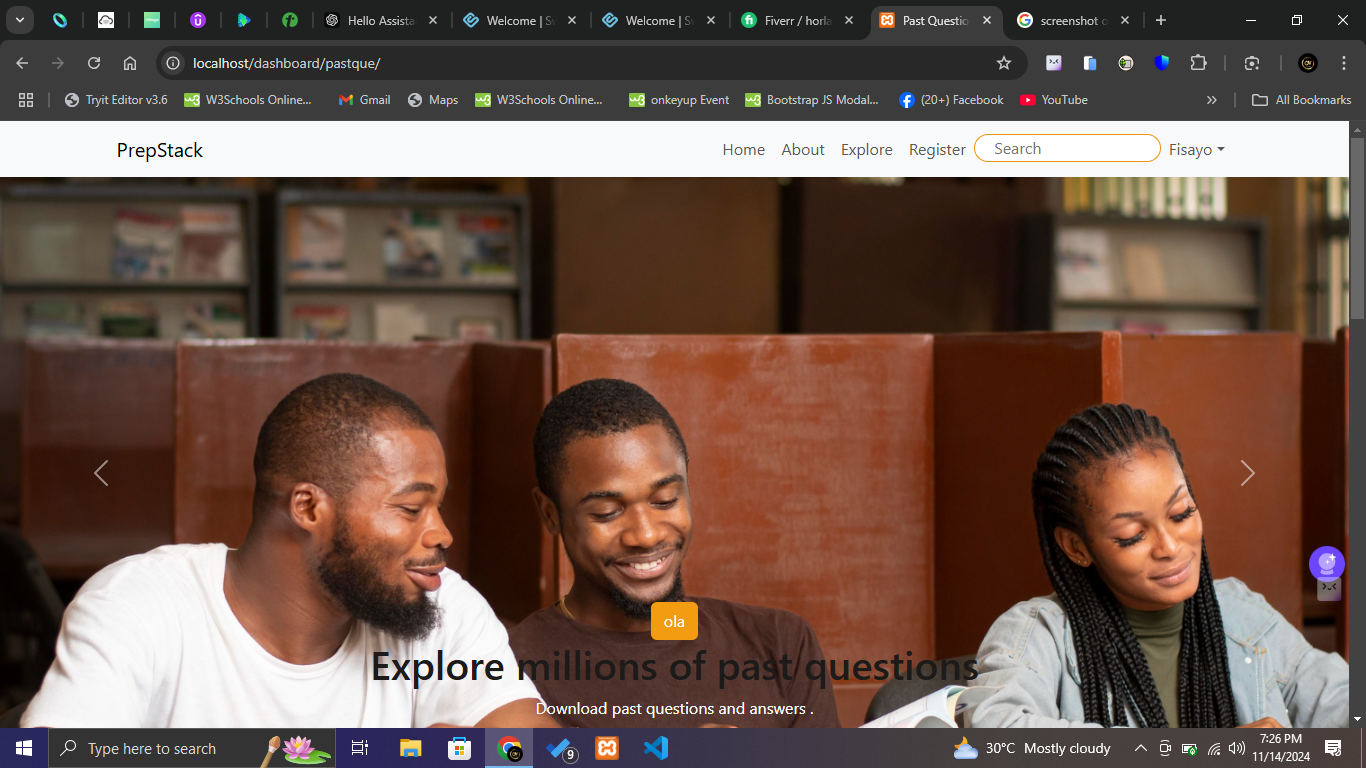 Hello Assista
Welcome | Sw
Welcome | Sw
Fiverr / horla
Past Questio
screenshot o
localhost/dashboard/pastque/
Tryit Editor v3.6
W3Schools Online...
Gmail
Maps
W3Schools Online...
onkeyup Event
Bootstrap JS Modal...
(20+) Facebook
YouTube
All Bookmarks
PrepStack
Home
About
Explore
Register
Search
Fisayo
ola
Explore millions of past questions
Download past questions and answers .
Type here to search
9
30°C Mostly cloudy
7:26 PM
11/14/2024